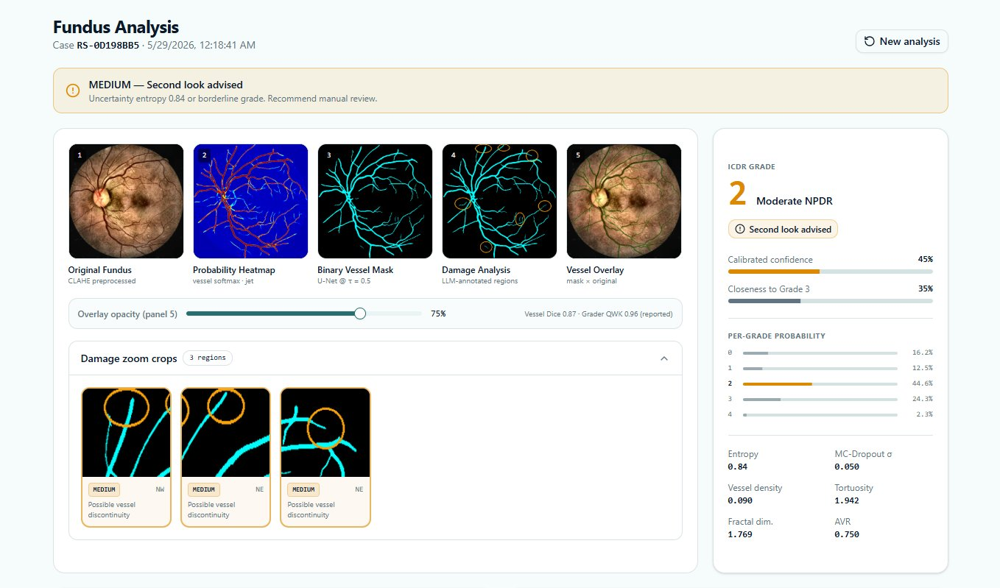 Fundus Analysis
Case RS-0D198BB5 · 5/29/2026, 12:18:41 AM
New analysis
MEDIUM — Second look advised
Uncertainty entropy 0.84 or borderline grade. Recommend manual review.
1
2
3
4
5
Original Fundus
CLAHE preprocessed
Probability Heatmap
vessel softmax · jet
Binary Vessel Mask
U-Net @ τ = 0.5
Damage Analysis
LLM-annotated regions
Vessel Overlay
mask × original
Overlay opacity (panel 5)
75%
Vessel Dice 0.87 · Grader QWK 0.96 (reported)
Damage zoom crops
3 regions
MEDIUM
NW
Possible vessel
discontinuity
MEDIUM
NE
Possible vessel
discontinuity
MEDIUM
NE
Possible vessel
discontinuity
ICDR GRADE
2 Moderate NPDR
Second look advised
Calibrated confidence 45%
Closeness to Grade 3 35%
PER-GRADE PROBABILITY
0 16.2%
1 12.5%
2 44.6%
3 24.3%
4 2.3%
Entropy
0.84
MC-Dropout σ
0.050
Vessel density
0.090
Tortuosity
1.942
Fractal dim.
1.769
AVR
0.750